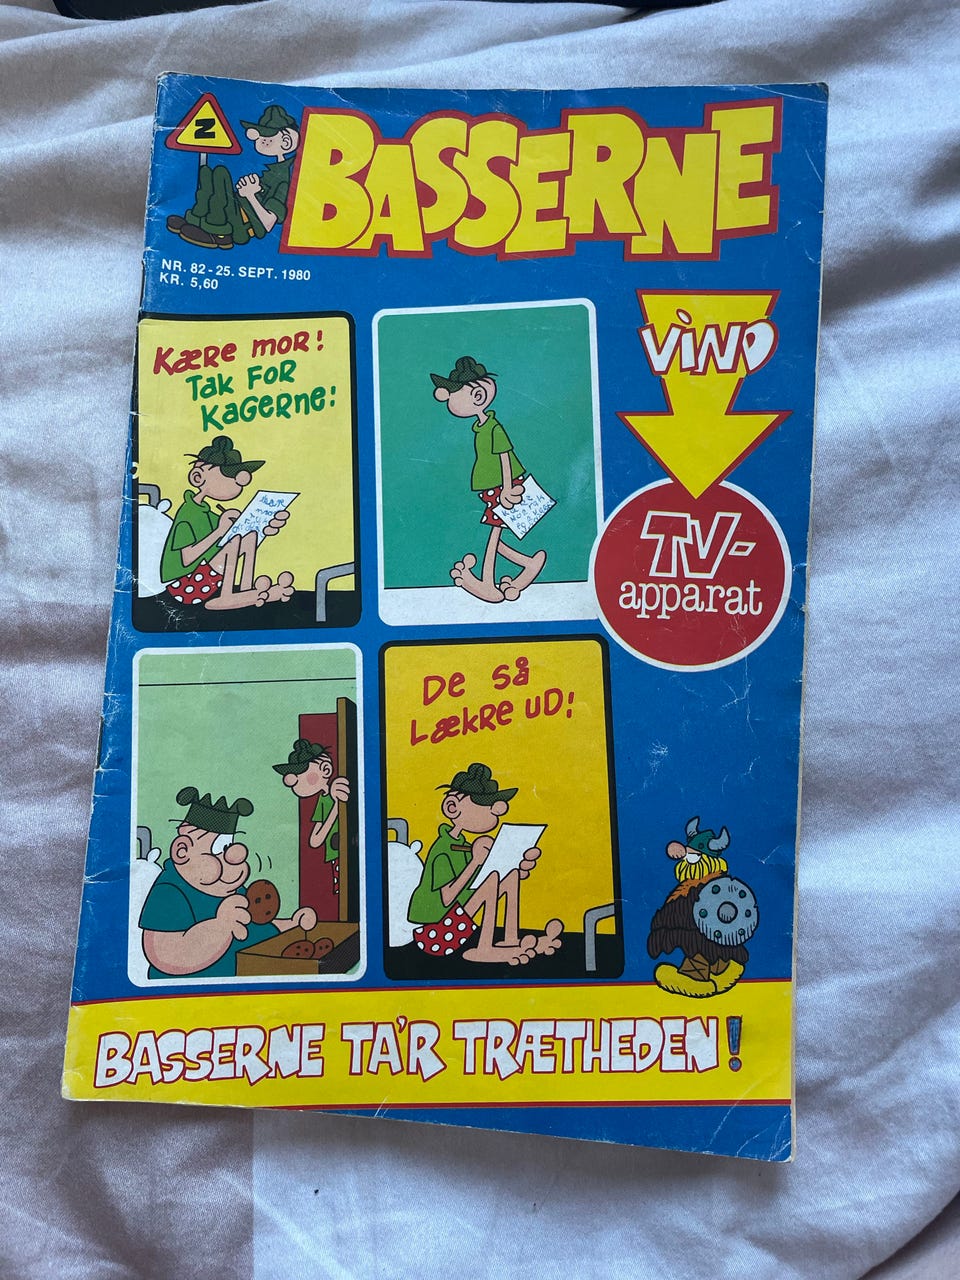 Z
BASSERNE
NR. 82 - 25. SEPT. 1980
KR. 5,60
VIND
TV-
apparat
Kære mor!
Tak for
kagerne!
De så
lækre ud!
BASSERNE TA'R TRÆTHEDEN!